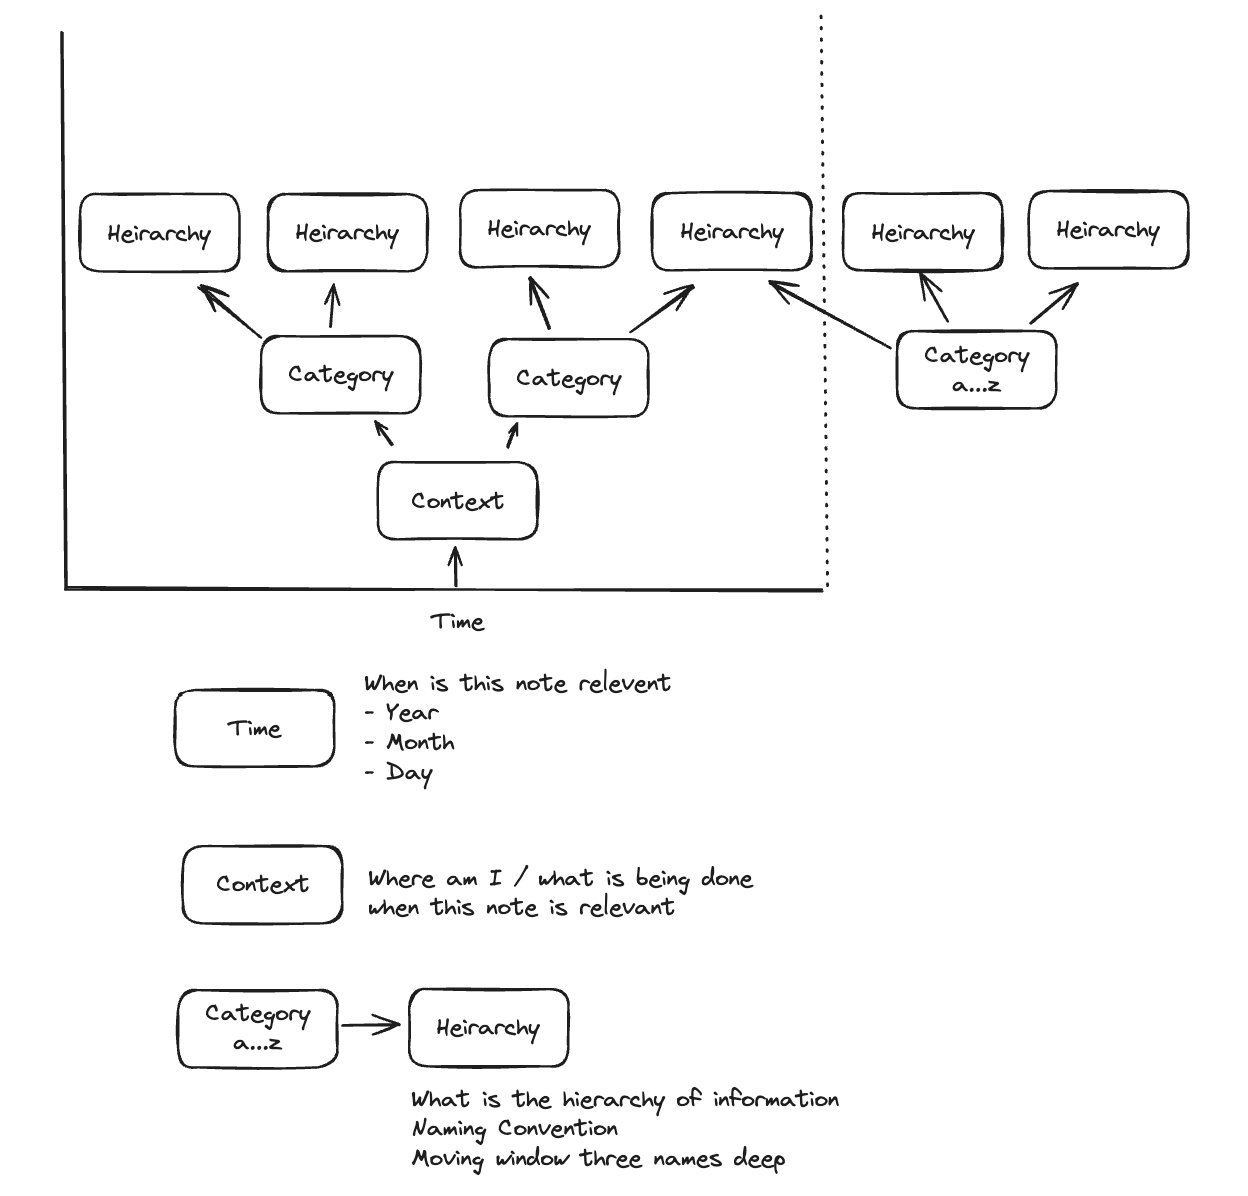 Heirarchy
Heirarchy
Heirarchy
Heirarchy
Heirarchy
Heirarchy
Category
Category
Category
a...z
Context
Time
Time
When is this note relevent
- Year
- Month
- Day
Context
Where am I / what is being done
when this note is relevant
Category
a...z
Heirarchy
What is the hierarchy of information
Naming Convention
Moving window three names deep